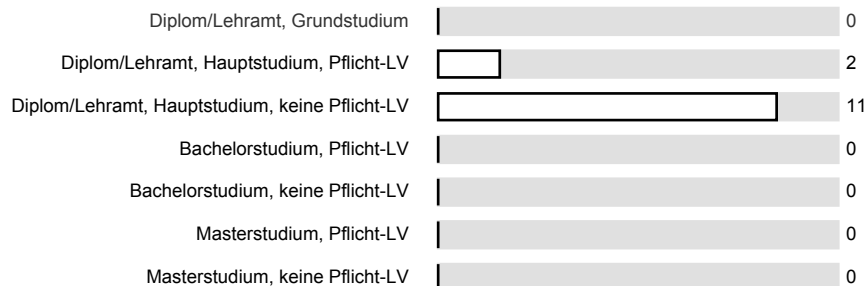 Diplom/Lehramt, Grundstudium 0
Diplom/Lehramt, Hauptstudium, Pflicht-LV 2
Diplom/Lehramt, Hauptstudium, keine Pflicht-LV 11
Bachelorstudium, Pflicht-LV 0
Bachelorstudium, keine Pflicht-LV 0
Masterstudium, Pflicht-LV 0
Masterstudium, keine Pflicht-LV 0